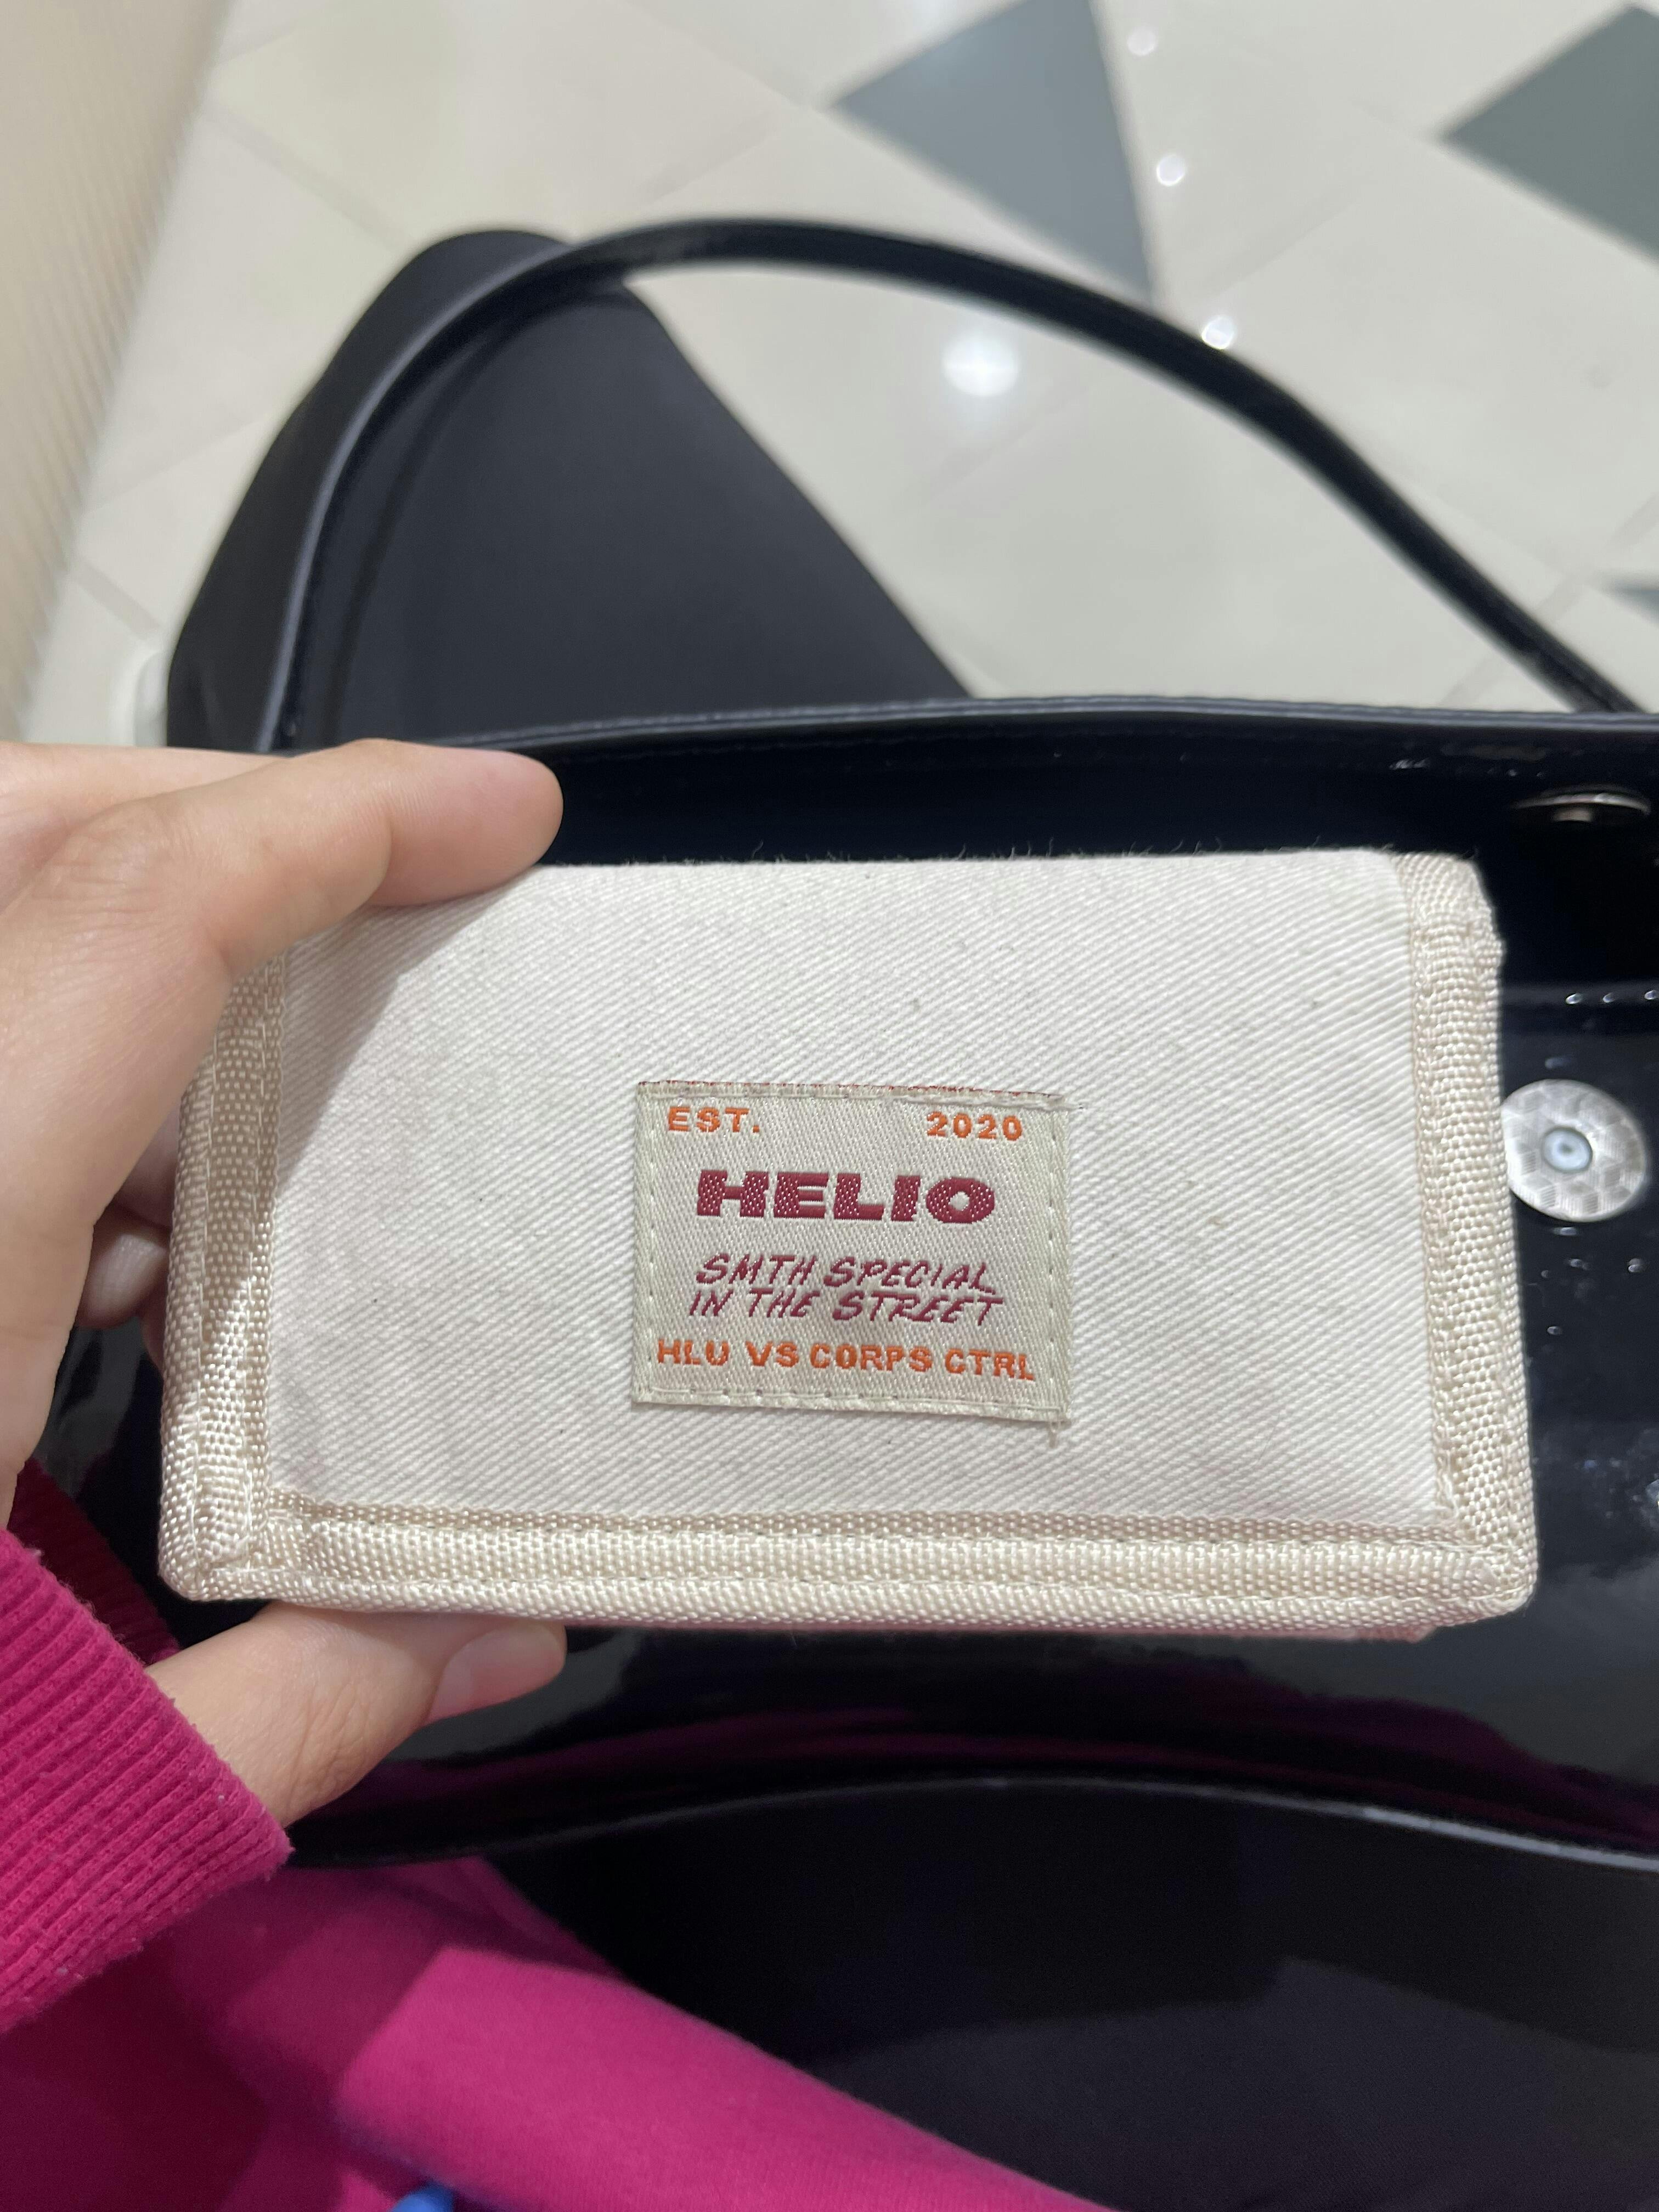 EST. 2020
HELIO
SMTH SPECIAL
IN THE STREET
HLU VS CORPS CTRL